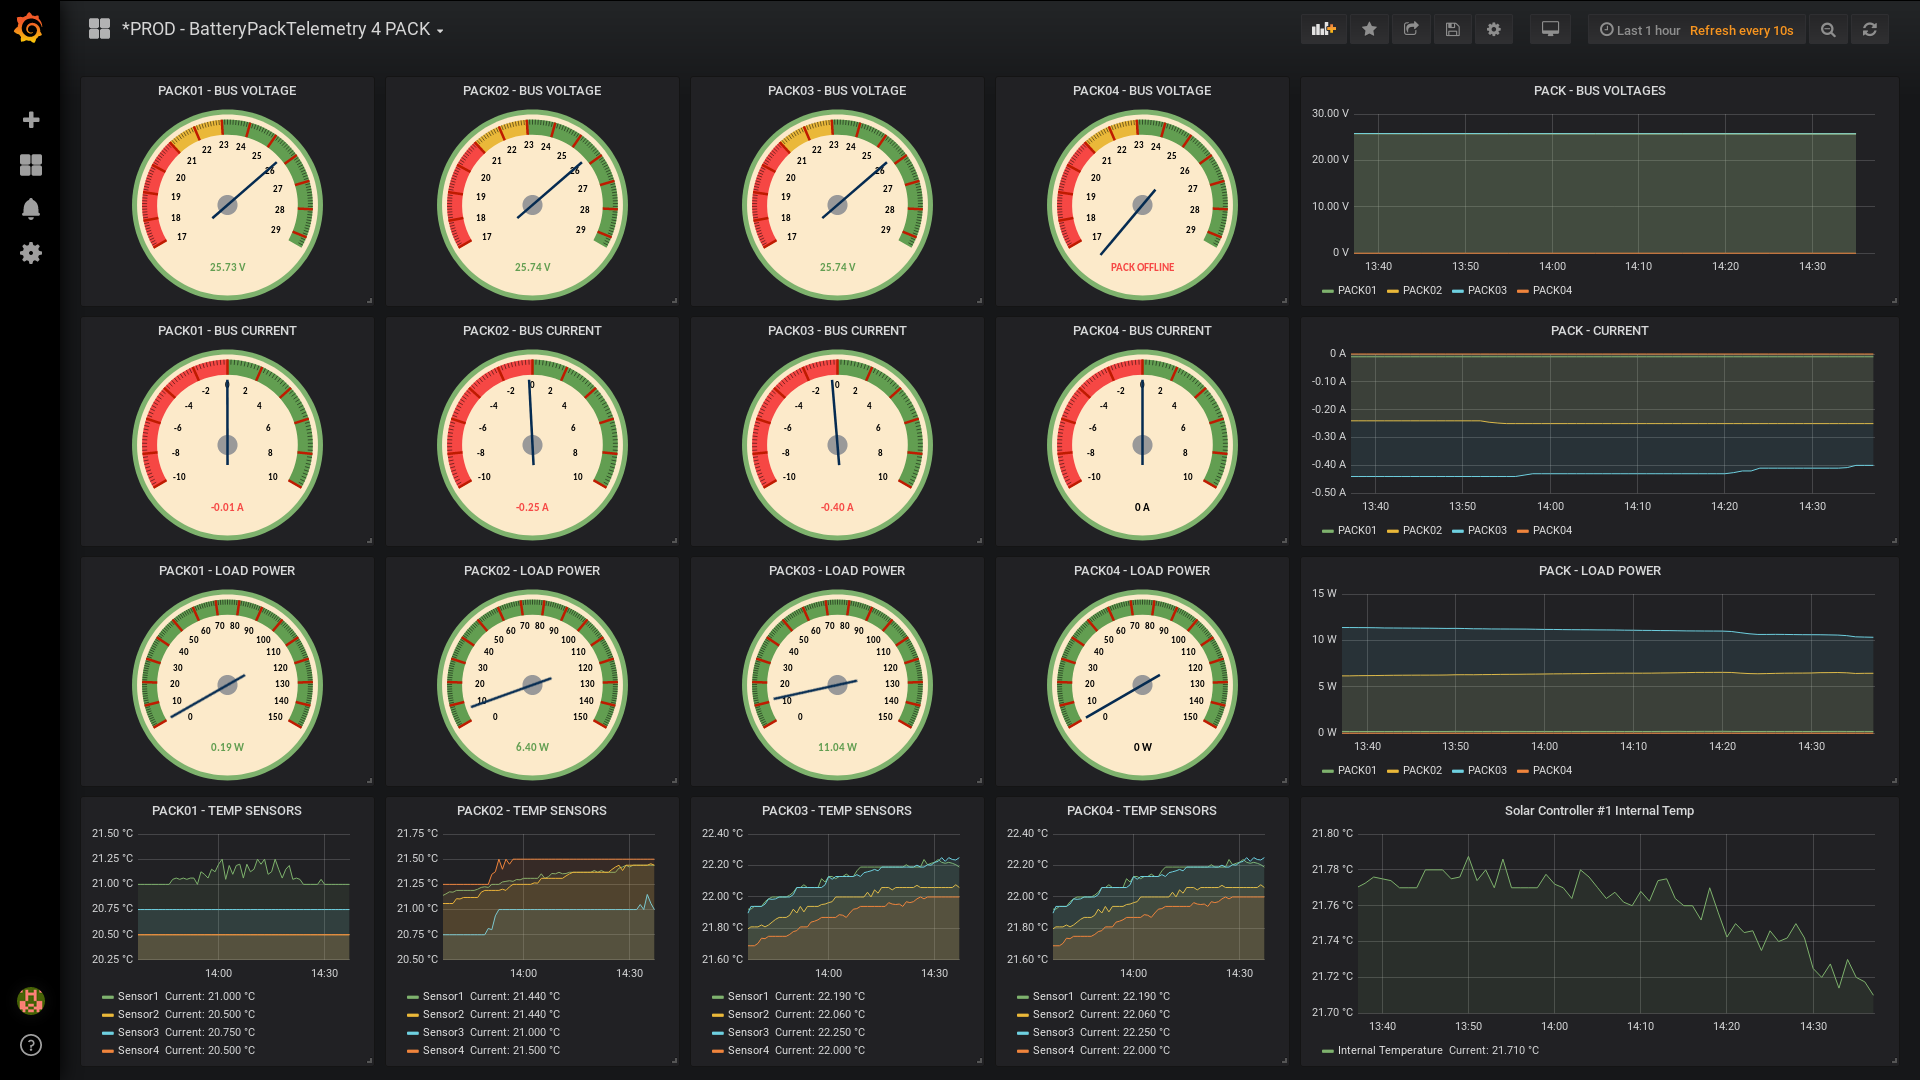 *PROD - BatteryPackTelemetry 4 PACK
Last 1 hour Refresh every 10s
PACK01 - BUS VOLTAGE
17 18 19 20 21 22 23 24 25 26 27 28 29
25.73 V
PACK02 - BUS VOLTAGE
17 18 19 20 21 22 23 24 25 26 27 28 29
25.74 V
PACK03 - BUS VOLTAGE
17 18 19 20 21 22 23 24 25 26 27 28 29
25.74 V
PACK04 - BUS VOLTAGE
17 18 19 20 21 22 23 24 25 26 27 28 29
PACK OFFLINE
PACK - BUS VOLTAGES
30.00 V
20.00 V
10.00 V
0 V
13:40 13:50 14:00 14:10 14:20 14:30
PACK01 PACK02 PACK03 PACK04
PACK01 - BUS CURRENT
-10 -8 -6 -4 -2 0 2 4 6 8 10
-0.01 A
PACK02 - BUS CURRENT
-10 -8 -6 -4 -2 0 2 4 6 8 10
-0.25 A
PACK03 - BUS CURRENT
-10 -8 -6 -4 -2 0 2 4 6 8 10
-0.40 A
PACK04 - BUS CURRENT
-10 -8 -6 -4 -2 0 2 4 6 8 10
0 A
PACK - CURRENT
0 A
-0.10 A
-0.20 A
-0.30 A
-0.40 A
-0.50 A
13:40 13:50 14:00 14:10 14:20 14:30
PACK01 PACK02 PACK03 PACK04
PACK01 - LOAD POWER
0 10 20 30 40 50 60 70 80 90 100 110 120 130 140 150
0.19 W
PACK02 - LOAD POWER
0 10 20 30 40 50 60 70 80 90 100 110 120 130 140 150
6.40 W
PACK03 - LOAD POWER
0 10 20 30 40 50 60 70 80 90 100 110 120 130 140 150
11.04 W
PACK04 - LOAD POWER
0 10 20 30 40 50 60 70 80 90 100 110 120 130 140 150
0 W
PACK - LOAD POWER
15 W
10 W
5 W
0 W
13:40 13:50 14:00 14:10 14:20 14:30
PACK01 PACK02 PACK03 PACK04
PACK01 - TEMP SENSORS
21.50 °C
21.25 °C
21.00 °C
20.75 °C
20.50 °C
20.25 °C
14:00 14:30
Sensor1 Current: 21.000 °C
Sensor2 Current: 20.500 °C
Sensor3 Current: 20.750 °C
Sensor4 Current: 20.500 °C
PACK02 - TEMP SENSORS
21.75 °C
21.50 °C
21.25 °C
21.00 °C
20.75 °C
20.50 °C
14:00 14:30
Sensor1 Current: 21.440 °C
Sensor2 Current: 21.440 °C
Sensor3 Current: 21.000 °C
Sensor4 Current: 21.500 °C
PACK03 - TEMP SENSORS
22.40 °C
22.20 °C
22.00 °C
21.80 °C
21.60 °C
14:00 14:30
Sensor1 Current: 22.190 °C
Sensor2 Current: 22.060 °C
Sensor3 Current: 22.250 °C
Sensor4 Current: 22.000 °C
PACK04 - TEMP SENSORS
22.40 °C
22.20 °C
22.00 °C
21.80 °C
21.60 °C
14:00 14:30
Sensor1 Current: 22.190 °C
Sensor2 Current: 22.060 °C
Sensor3 Current: 22.250 °C
Sensor4 Current: 22.000 °C
Solar Controller #1 Internal Temp
21.80 °C
21.78 °C
21.76 °C
21.74 °C
21.72 °C
21.70 °C
13:40 13:50 14:00 14:10 14:20 14:30
Internal Temperature Current: 21.710 °C